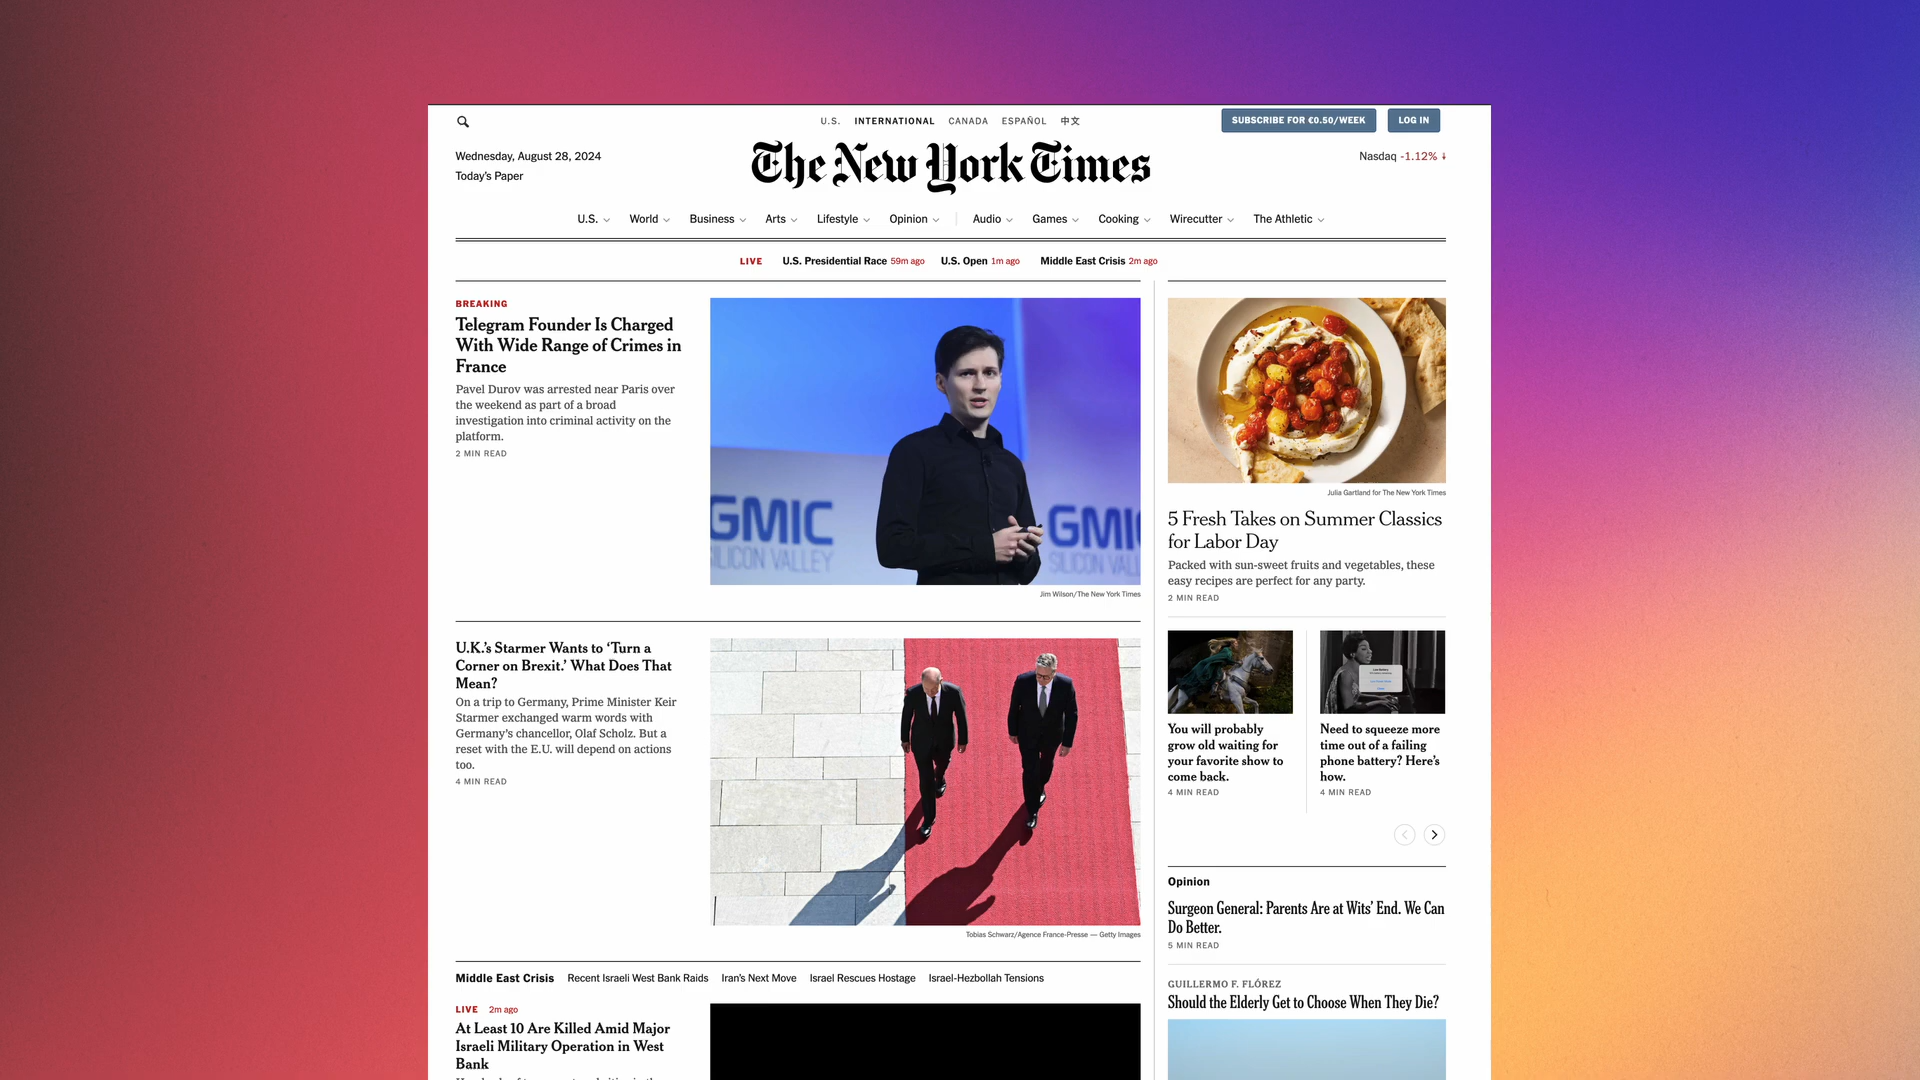 U.S. INTERNATIONAL CANADA ESPAÑOL 中文
SUBSCRIBE FOR €0.50/WEEK
LOG IN
Wednesday, August 28, 2024
Today's Paper
The New York Times
Nasdaq -1.12% ↓
U.S. World Business Arts Lifestyle Opinion Audio Games Cooking Wirecutter The Athletic
LIVE U.S. Presidential Race 59m ago U.S. Open 1m ago Middle East Crisis 2m ago
BREAKING
Telegram Founder Is Charged
With Wide Range of Crimes in
France
Pavel Durov was arrested near Paris over
the weekend as part of a broad
investigation into criminal activity on the
platform.
2 MIN READ
GMIC
SILICON VALLEY
GMIC
SILICON VALLEY
Jim Wilson/The New York Times
U.K.'s Starmer Wants to ‘Turn a
Corner on Brexit.’ What Does That
Mean?
On a trip to Germany, Prime Minister Keir
Starmer exchanged warm words with
Germany's chancellor, Olaf Scholz. But a
reset with the E.U. will depend on actions
too.
4 MIN READ
Tobias Schwarz/Agence France-Presse — Getty Images
Middle East Crisis Recent Israeli West Bank Raids Iran's Next Move Israel Rescues Hostage Israel-Hezbollah Tensions
LIVE 2m ago
At Least 10 Are Killed Amid Major
Israeli Military Operation in West
Bank
Julia Gartland for The New York Times
5 Fresh Takes on Summer Classics
for Labor Day
Packed with sun-sweet fruits and vegetables, these
easy recipes are perfect for any party.
2 MIN READ
You will probably
grow old waiting for
your favorite show to
come back.
4 MIN READ
Need to squeeze more
time out of a failing
phone battery? Here's
how.
4 MIN READ
Opinion
Surgeon General: Parents Are at Wits' End. We Can
Do Better.
5 MIN READ
GUILLERMO F. FLÓREZ
Should the Elderly Get to Choose When They Die?